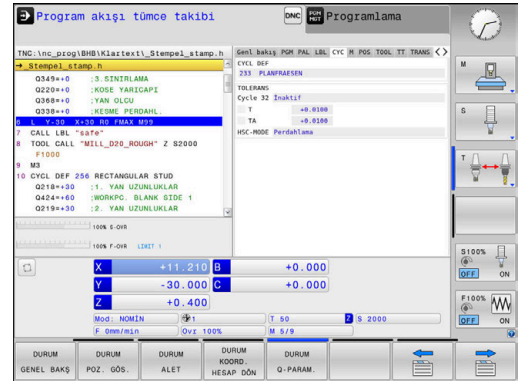 Program akışı tümce takibi
DNC
PGM MGT
Programlama
TNC:\nc_prog\BHB\Klartext\_Stempel_stamp.h
→_Stempel_stamp.h
Q349=+0 ;3.SINIRLAMA
Q220=+0 ;KOSE YARICAPI
Q368=+0 ;YAN OLCU
Q338=+0 ;KESME PERDAHL.
6 L Y-30 X+30 R0 FMAX M99
7 CALL LBL "safe"
8 TOOL CALL "MILL_D20_ROUGH" Z S2000
F1000
9 M3
10 CYCL DEF 256 RECTANGULAR STUD
Q218=+30 ;1. YAN UZUNLUKLAR
Q424=+60 ;WORKPC. BLANK SIDE 1
Q219=+30 ;2. YAN UZUNLUKLAR
Genl bakış PGM PAL LBL CYC M POS TOOL TT TRANS
CYCL DEF
233 PLANFRAESEN
TOLERANS
Cycle 32 Inaktif
T +0.0100
TA +0.0100
HSC-MODE Perdahlama
100% S-OVR
100% F-OVR LIMIT 1
X +11.210 B +0.000
Y -30.000 C +0.000
Z +0.400
Mod: NOMİN 1 T 50 Z S 2000
F 0mm/min Ovr 100% M 5/9
M
S
T
S100%
OFF ON
F100%
OFF ON
DURUM
GENEL BAKŞ
DURUM
POZ. GÖS.
DURUM
ALET
DURUM
KOORD.
HESAP DÖN
DURUM
Q-PARAM.